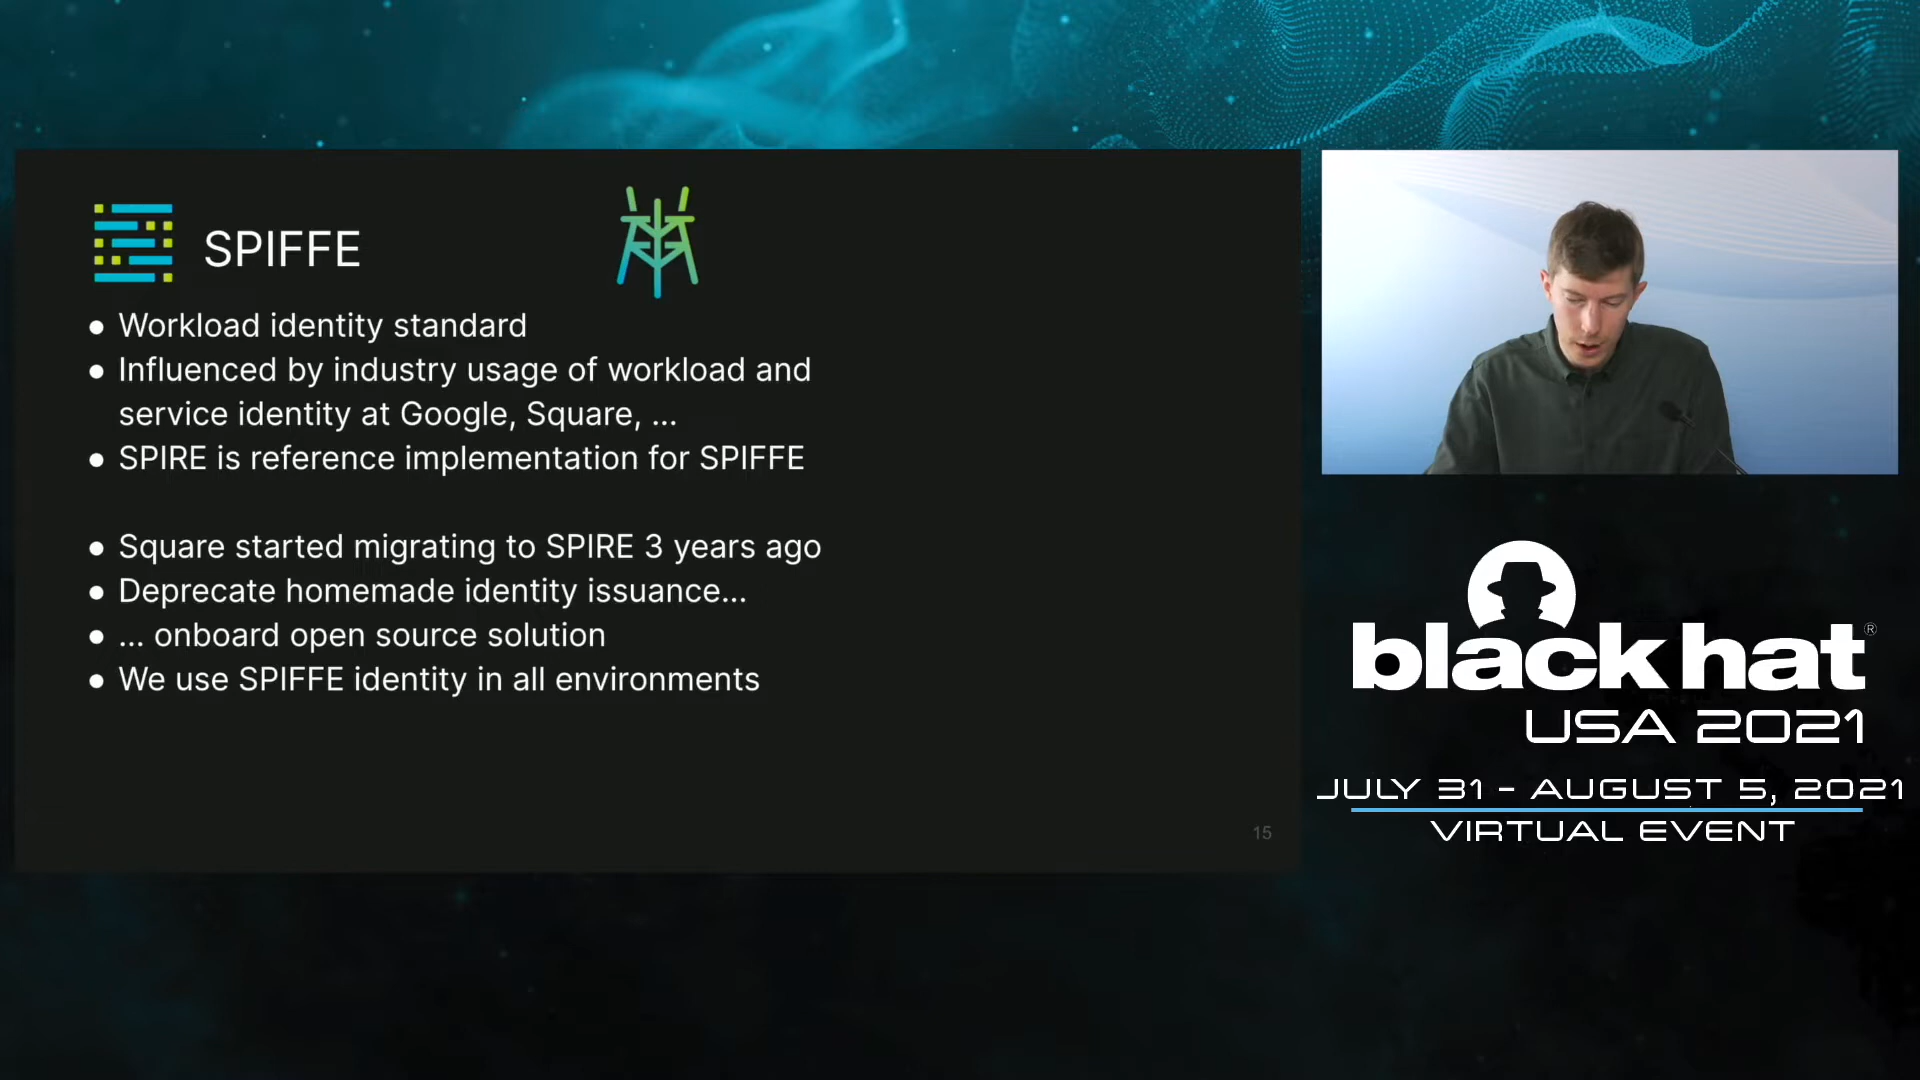 SPIFFE
● Workload identity standard
● Influenced by industry usage of workload and
service identity at Google, Square, ...
● SPIRE is reference implementation for SPIFFE
● Square started migrating to SPIRE 3 years ago
● Deprecate homemade identity issuance...
● ... onboard open source solution
● We use SPIFFE identity in all environments
15
black hat®
USA 2021
JULY 31 - AUGUST 5, 2021
VIRTUAL EVENT